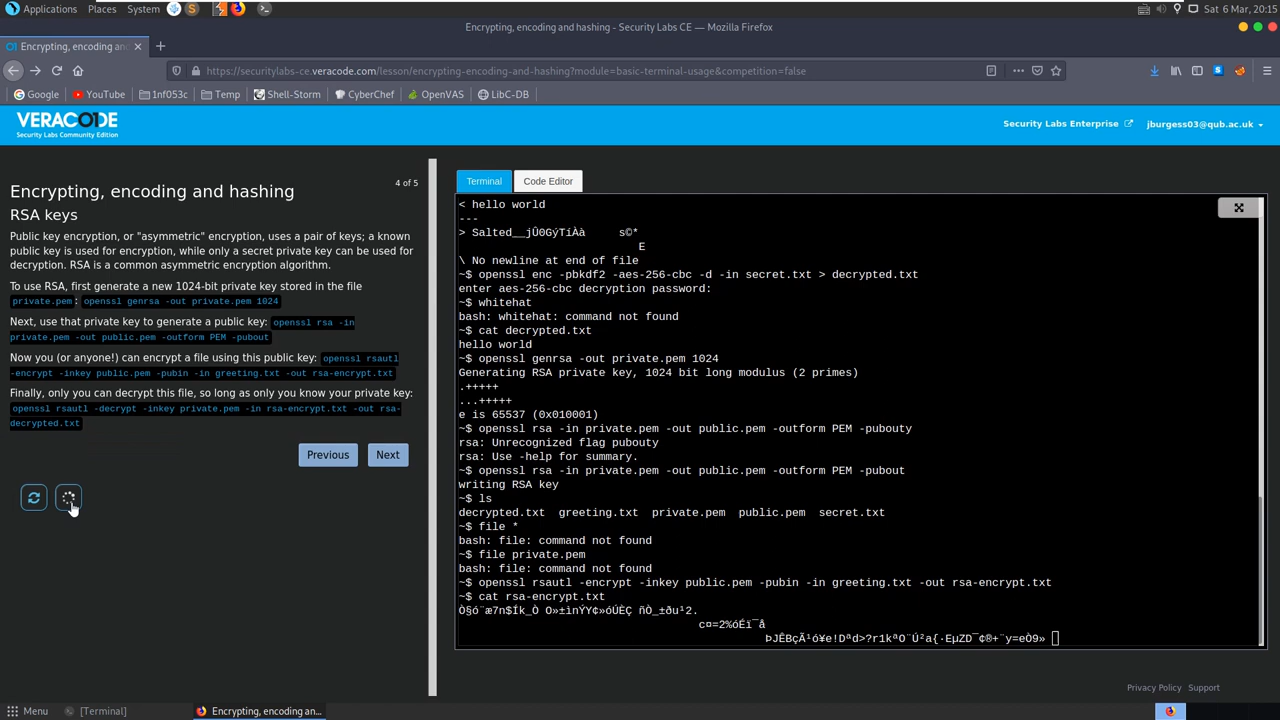 Applications Places System Sat 6 Mar, 20:15
Encrypting, encoding and hashing - Security Labs CE — Mozilla Firefox
Encrypting, encoding and
https://securitylabs-ce.veracode.com/lesson/encrypting-encoding-and-hashing?module=basic-terminal-usage&competition=false
Google YouTube 1nf053c Temp Shell-Storm CyberChef OpenVAS LibC-DB
VERACODE
Security Labs Community Edition
Security Labs Enterprise jburgess03@qub.ac.uk
Encrypting, encoding and hashing
4 of 5
RSA keys
Public key encryption, or "asymmetric" encryption, uses a pair of keys; a known
public key is used for encryption, while only a secret private key can be used for
decryption. RSA is a common asymmetric encryption algorithm.
To use RSA, first generate a new 1024-bit private key stored in the file
private.pem: openssl genrsa -out private.pem 1024
Next, use that private key to generate a public key: openssl rsa -in
private.pem -out public.pem -outform PEM -pubout
Now you (or anyone!) can encrypt a file using this public key: openssl rsautl
-encrypt -inkey public.pem -pubin -in greeting.txt -out rsa-encrypt.txt
Finally, only you can decrypt this file, so long as only you know your private key:
openssl rsautl -decrypt -inkey private.pem -in rsa-encrypt.txt -out rsa-
decrypted.txt
Previous Next
Terminal Code Editor
< hello world
---
> Salted__jÛ0GýTíÀà s©*
E
\ No newline at end of file
~$ openssl enc -pbkdf2 -aes-256-cbc -d -in secret.txt > decrypted.txt
enter aes-256-cbc decryption password:
~$ whitehat
bash: whitehat: command not found
~$ cat decrypted.txt
hello world
~$ openssl genrsa -out private.pem 1024
Generating RSA private key, 1024 bit long modulus (2 primes)
.+++++
...+++++
e is 65537 (0x010001)
~$ openssl rsa -in private.pem -out public.pem -outform PEM -pubouty
rsa: Unrecognized flag pubouty
rsa: Use -help for summary.
~$ openssl rsa -in private.pem -out public.pem -outform PEM -pubout
writing RSA key
~$ ls
decrypted.txt greeting.txt private.pem public.pem secret.txt
~$ file *
bash: file: command not found
~$ file private.pem
bash: file: command not found
~$ openssl rsautl -encrypt -inkey public.pem -pubin -in greeting.txt -out rsa-encrypt.txt
~$ cat rsa-encrypt.txt
c¤=2%óÉï¯å
Privacy Policy Support
Menu [Terminal] Encrypting, encoding an...